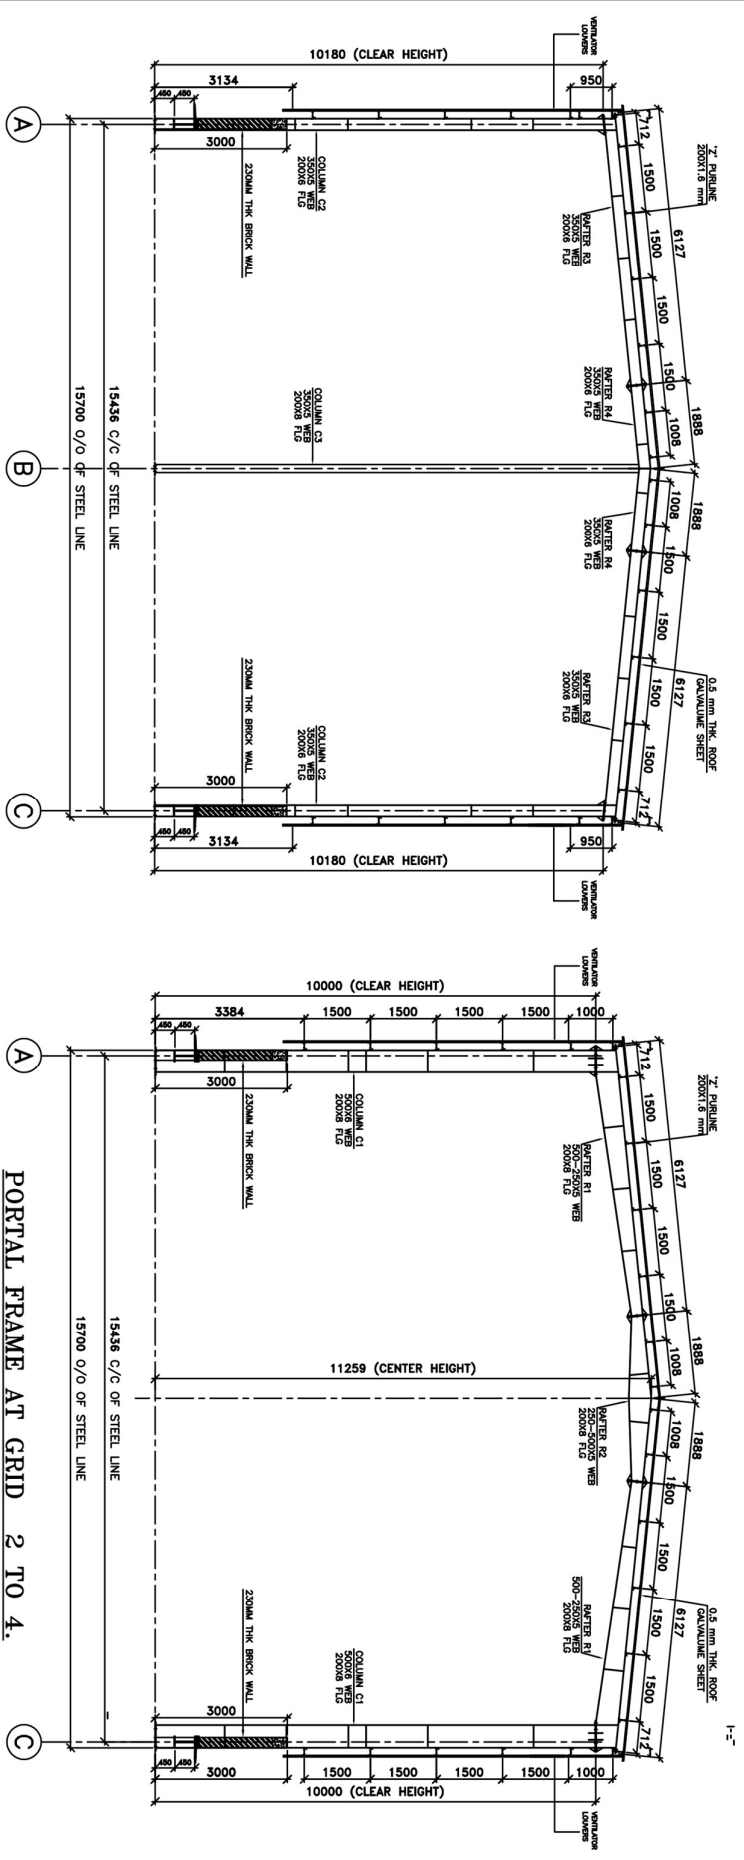 'Z' PURLINE
200X1.6 mm
0.5 mm THK. ROOF
GALVALUME SHEET
6127
1888
1888
6127
712
1500
1500
1500
1500
1008
1008
1500
1500
1500
1500
712
VENTILATOR
LOUVERS
VENTILATOR
LOUVERS
950
950
RAFTER R3
350X5 WEB
200X6 FLG
RAFTER R4
350X5 WEB
200X6 FLG
RAFTER R4
350X5 WEB
200X6 FLG
RAFTER R3
350X5 WEB
200X6 FLG
10180 (CLEAR HEIGHT)
10180 (CLEAR HEIGHT)
COLUMN C2
350X5 WEB
200X6 FLG
COLUMN C3
350X5 WEB
200X8 FLG
COLUMN C2
350X5 WEB
200X6 FLG
3134
3000
3000
3134
230MM THK BRICK WALL
230MM THK BRICK WALL
450
450
450
450
15436 C/C OF STEEL LINE
15700 O/O OF STEEL LINE
A
B
C
'Z' PURLINE
200X1.6 mm
0.5 mm THK. ROOF
GALVALUME SHEET
6127
1888
1888
6127
712
1500
1500
1500
1500
1008
1008
1500
1500
1500
1500
712
VENTILATOR
LOUVERS
VENTILATOR
LOUVERS
RAFTER R1
500-250X5 WEB
200X8 FLG
RAFTER R2
250-500X5 WEB
200X8 FLG
RAFTER R1
500-250X5 WEB
200X8 FLG
1000
1500
1500
1500
1500
3384
1000
1500
1500
1500
1500
3000
10000 (CLEAR HEIGHT)
11259 (CENTER HEIGHT)
10000 (CLEAR HEIGHT)
COLUMN C1
500X6 WEB
200X8 FLG
COLUMN C1
500X6 WEB
200X8 FLG
3000
3000
230MM THK BRICK WALL
230MM THK BRICK WALL
450
450
450
450
15436 C/C OF STEEL LINE
15700 O/O OF STEEL LINE
A
C
PORTAL FRAME AT GRID 2 TO 4.